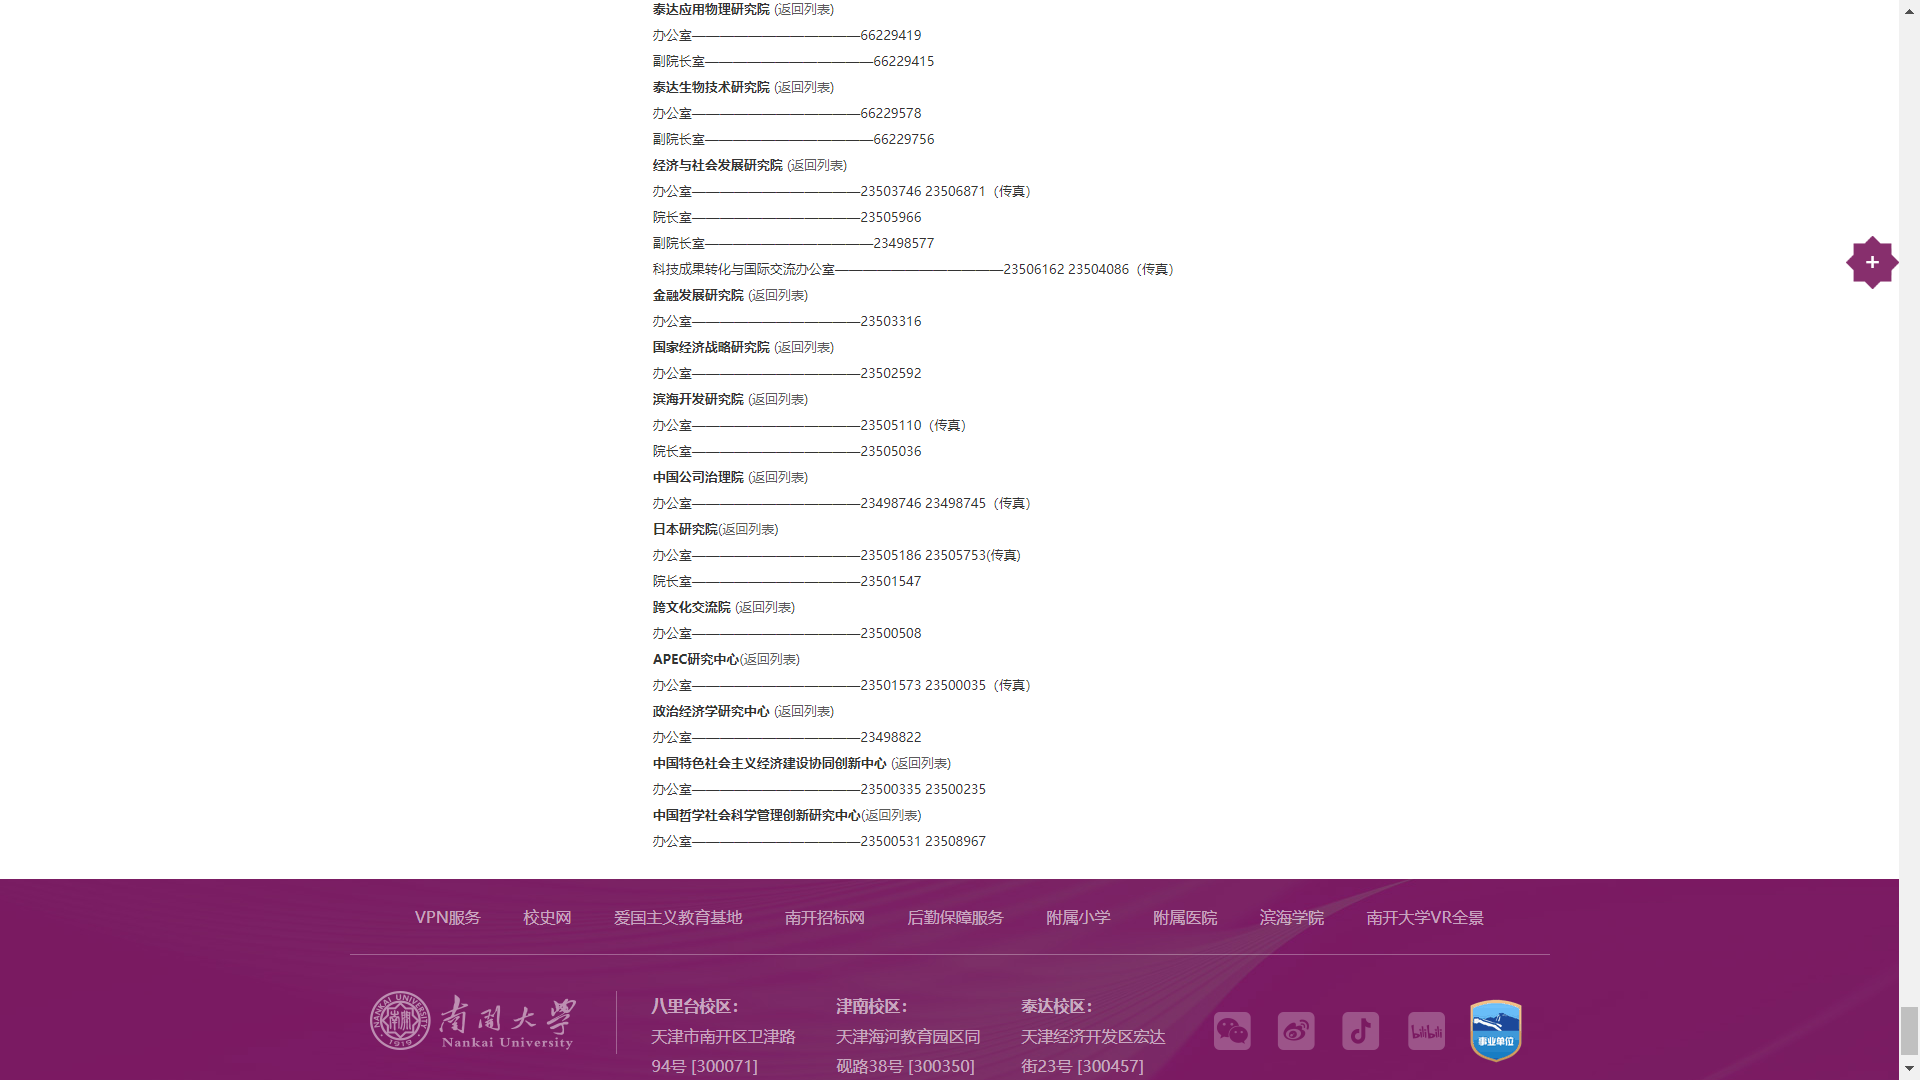 泰达应用物理研究院 (返回列表)
办公室—————————————66229419
副院长室—————————————66229415
泰达生物技术研究院 (返回列表)
办公室—————————————66229578
副院长室—————————————66229756
经济与社会发展研究院 (返回列表)
办公室—————————————23503746 23506871（传真）
院长室—————————————23505966
副院长室—————————————23498577
科技成果转化与国际交流办公室—————————————23506162 23504086（传真）
金融发展研究院 (返回列表)
办公室—————————————23503316
国家经济战略研究院 (返回列表)
办公室—————————————23502592
滨海开发研究院 (返回列表)
办公室—————————————23505110（传真）
院长室—————————————23505036
中国公司治理院 (返回列表)
办公室—————————————23498746 23498745（传真）
日本研究院(返回列表)
办公室—————————————23505186 23505753(传真)
院长室—————————————23501547
跨文化交流院 (返回列表)
办公室—————————————23500508
APEC研究中心(返回列表)
办公室—————————————23501573 23500035（传真）
政治经济学研究中心 (返回列表)
办公室—————————————23498822
中国特色社会主义经济建设协同创新中心 (返回列表)
办公室—————————————23500335 23500235
中国哲学社会科学管理创新研究中心(返回列表)
办公室—————————————23500531 23508967
VPN服务 校史网 爱国主义教育基地 南开招标网 后勤保障服务 附属小学 附属医院 滨海学院 南开大学VR全景
NANKAI UNIVERSITY
南开
1919
南開大學
Nankai University
八里台校区：
天津市南开区卫津路
94号 [300071]
津南校区：
天津海河教育园区同
砚路38号 [300350]
泰达校区：
天津经济开发区宏达
街23号 [300457]
bilibili
事业单位